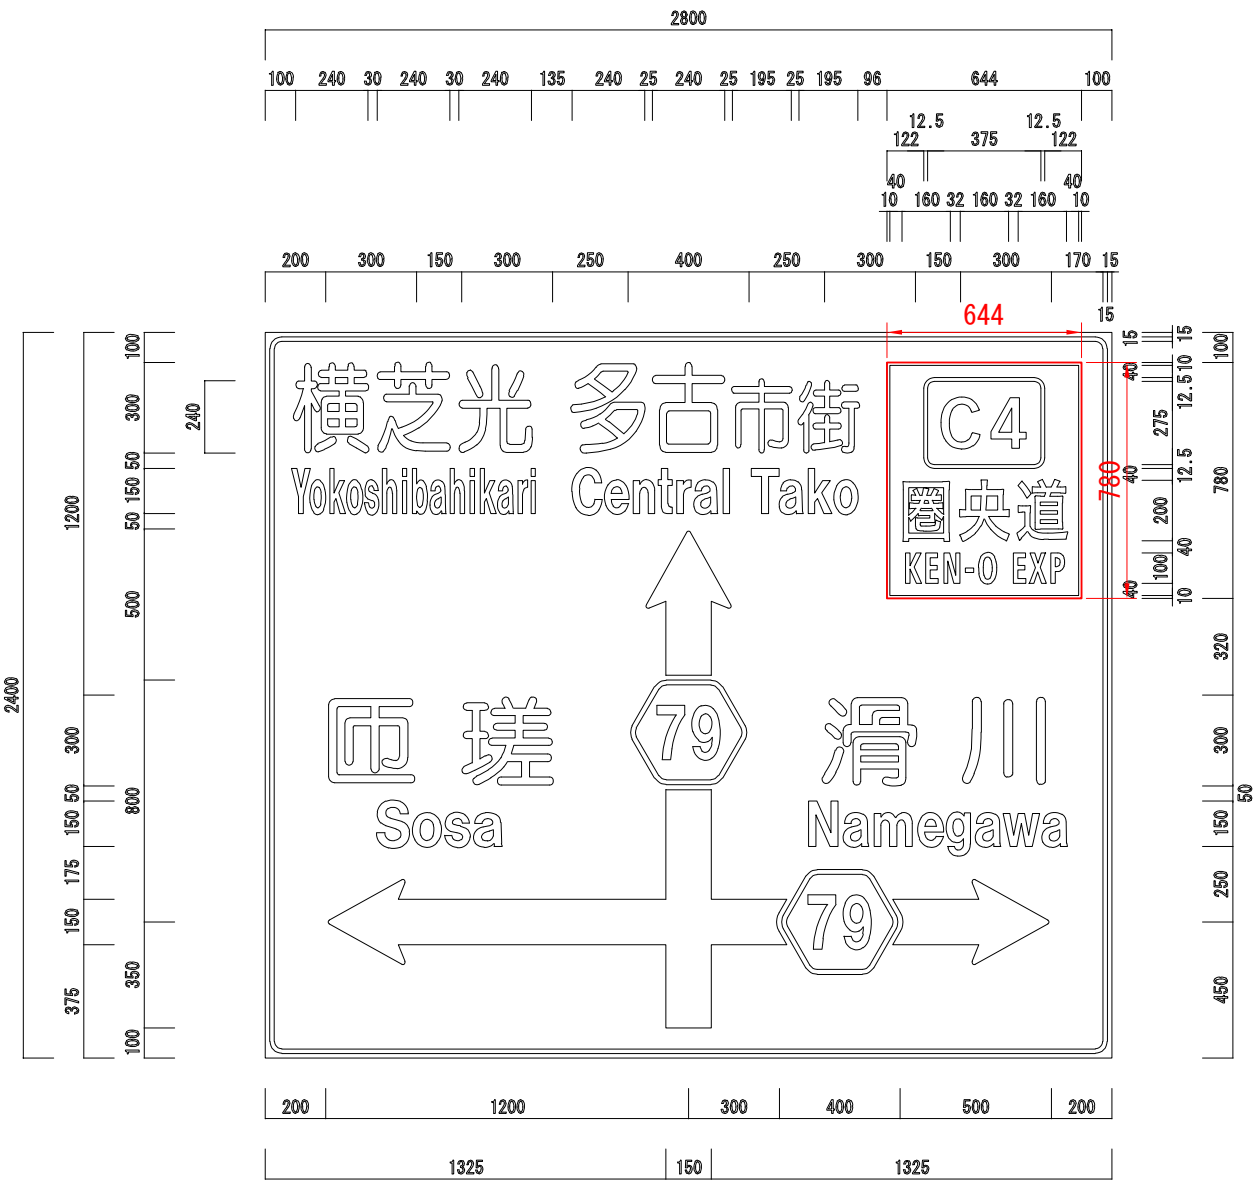 2800
100 240 30 240 30 240 135 240 25 240 25 195 25 195 96 644 100
12.5 12.5
122 375 122
40 40
10 160 32 160 32 160 10
200 300 150 300 250 400 250 300 150 300 170 15
15
644
2400
1200 300 50 150 175 150 375
100 300 50 150 50 500 800 350 100
240
横芝光 多古市街
Yokoshibahikari Central Tako
C4
圏央道
KEN-O EXP
780
15 40 40 40
15 10 12.5 275 12.5 200 40 100 10
100 780 320 300 50 150 250 450
匝瑳 79 滑川
Sosa Namegawa
79
200 1200 300 400 500 200
1325 150 1325